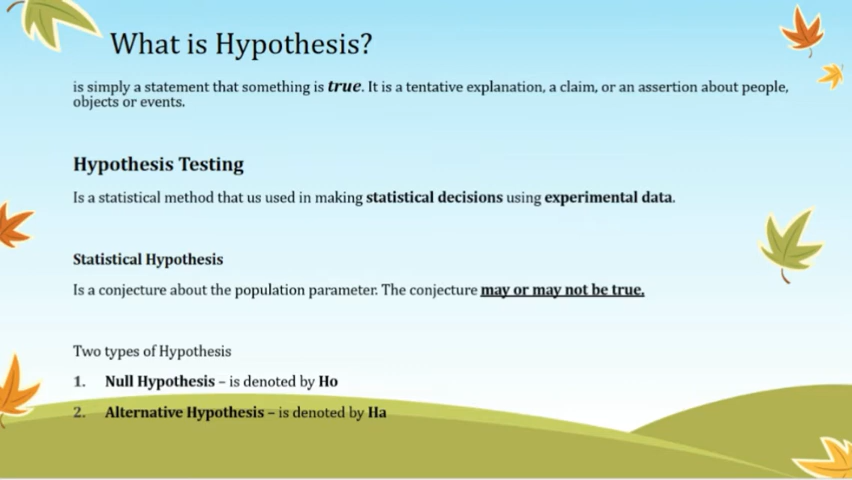 What is Hypothesis?
is simply a statement that something is true. It is a tentative explanation, a claim, or an assertion about people,
objects or events.
Hypothesis Testing
Is a statistical method that us used in making statistical decisions using experimental data.
Statistical Hypothesis
Is a conjecture about the population parameter. The conjecture may or may not be true.
Two types of Hypothesis
1. Null Hypothesis – is denoted by Ho
2. Alternative Hypothesis – is denoted by Ha